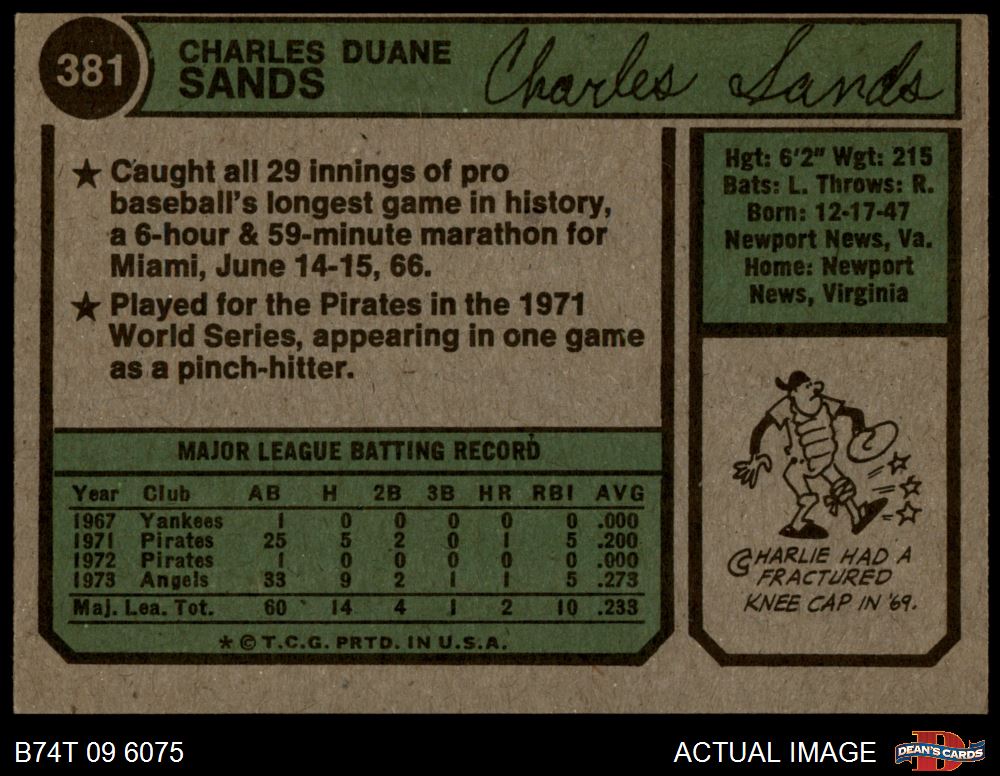 381
CHARLES DUANE
SANDS
Charles Sands
★ Caught all 29 innings of pro
baseball's longest game in history,
a 6-hour & 59-minute marathon for
Miami, June 14-15, 66.
★ Played for the Pirates in the 1971
World Series, appearing in one game
as a pinch-hitter.
MAJOR LEAGUE BATTING RECORD
Year Club AB H 2B 3B HR RBI AVG
1967 Yankees 1 0 0 0 0 0 .000
1971 Pirates 25 5 2 0 1 5 .200
1972 Pirates 1 0 0 0 0 0 .000
1973 Angels 33 9 2 1 1 5 .273
Maj. Lea. Tot. 60 14 4 1 2 10 .233
* © T.C.G. PRTD. IN U.S.A.
Hgt: 6'2" Wgt: 215
Bats: L. Throws: R.
Born: 12-17-47
Newport News, Va.
Home: Newport
News, Virginia
CHARLIE HAD A
FRACTURED
KNEE CAP IN '69.
B74T 09 6075
ACTUAL IMAGE
DEAN'S CARDS